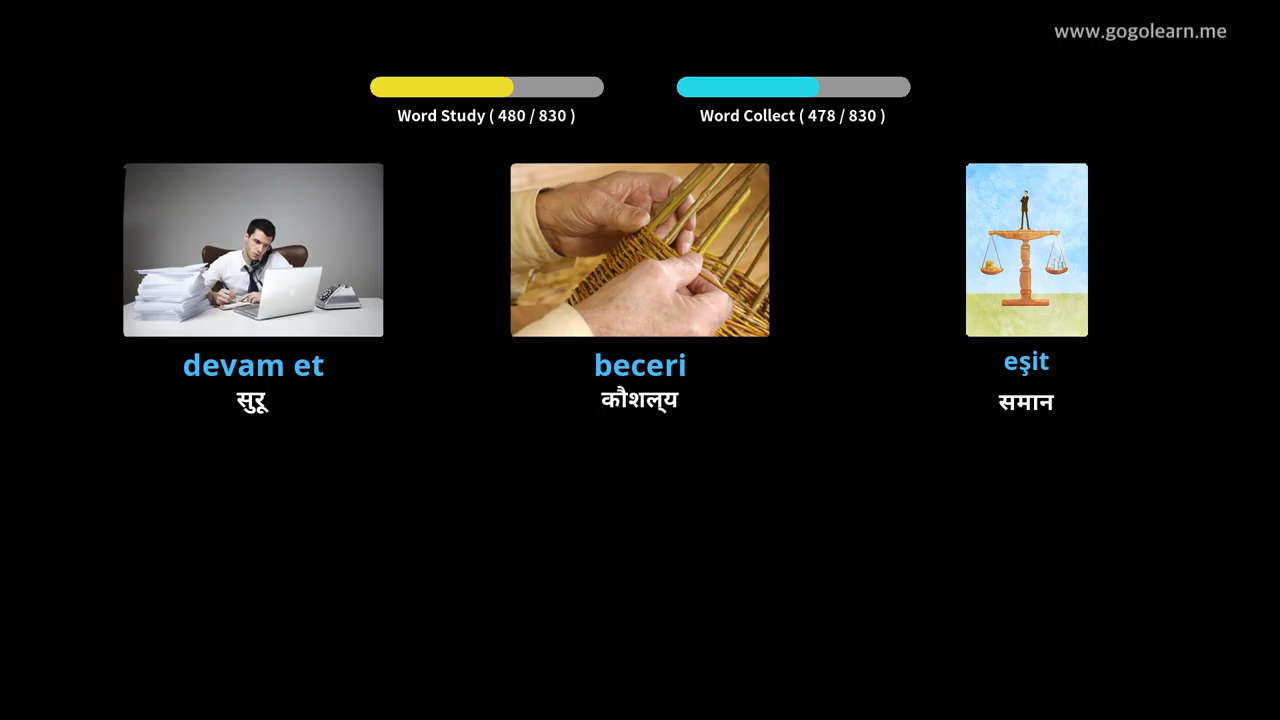 www.gogolearn.me
Word Study ( 480 / 830 )
Word Collect ( 478 / 830 )
devam et
सुरू
beceri
कौशल्य
eşit
समान